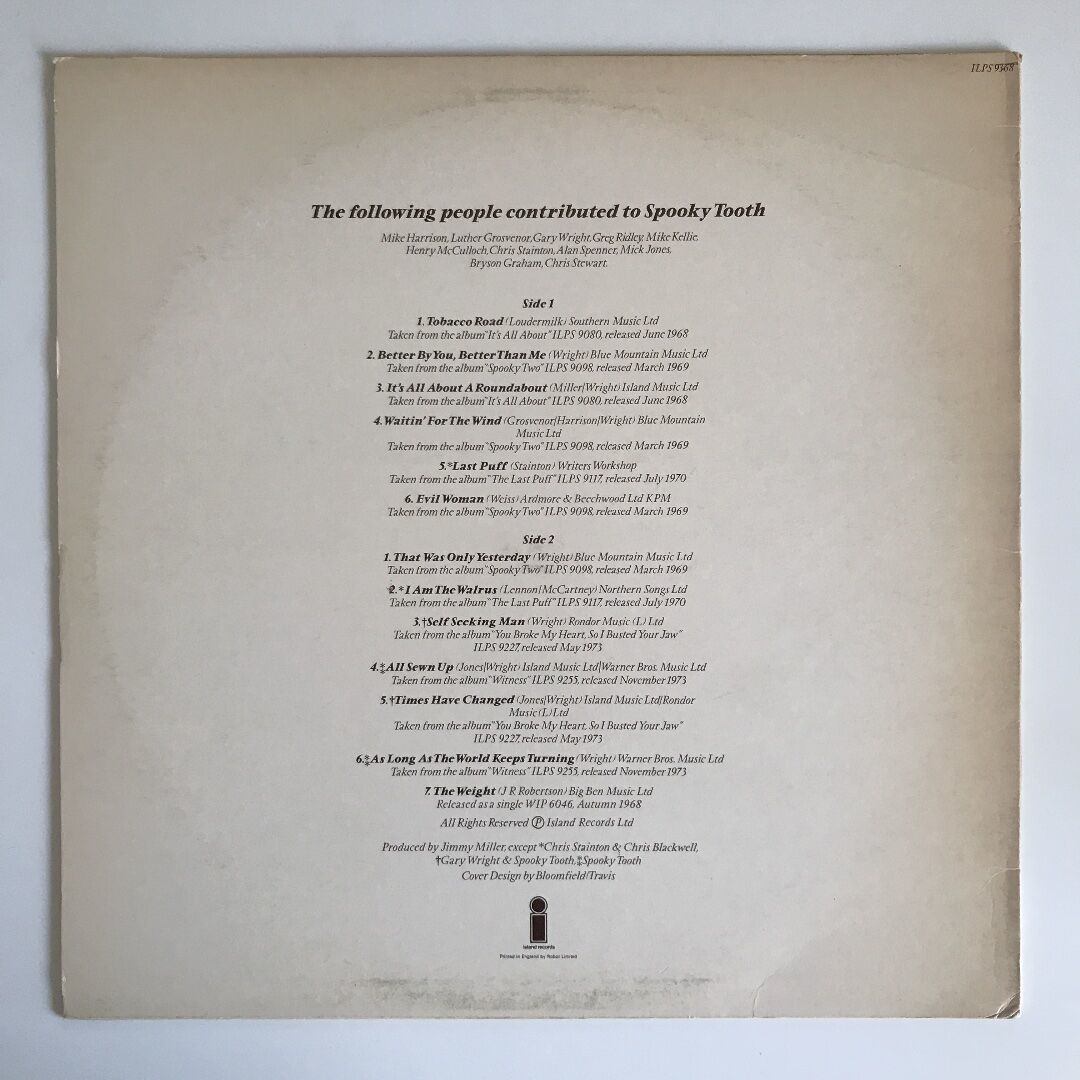 ILPS 9368
The following people contributed to Spooky Tooth
Mike Harrison, Luther Grosvenor, Gary Wright, Greg Ridley, Mike Kellie,
Henry McCulloch, Chris Stainton, Alan Spenner, Mick Jones,
Bryson Graham, Chris Stewart.
Side 1
1. Tobacco Road (Loudermilk) Southern Music Ltd
Taken from the album "It's All About" ILPS 9080, released June 1968
2. Better By You, Better Than Me (Wright) Blue Mountain Music Ltd
Taken from the album "Spooky Two" ILPS 9098, released March 1969
3. It's All About A Roundabout (Miller/Wright) Island Music Ltd
Taken from the album "It's All About" ILPS 9080, released June 1968
4. Waitin' For The Wind (Grosvenor/Harrison/Wright) Blue Mountain
Music Ltd
Taken from the album "Spooky Two" ILPS 9098, released March 1969
5.*Last Puff (Stainton) Writers Workshop
Taken from the album "The Last Puff" ILPS 9117, released July 1970
6. Evil Woman (Weiss) Ardmore & Beechwood Ltd KPM
Taken from the album "Spooky Two" ILPS 9098, released March 1969
Side 2
1. That Was Only Yesterday (Wright) Blue Mountain Music Ltd
Taken from the album "Spooky Two" ILPS 9098, released March 1969
2.*I Am The Walrus (Lennon/McCartney) Northern Songs Ltd
Taken from the album "The Last Puff" ILPS 9117, released July 1970
3.†Self Seeking Man (Wright) Rondor Music (L) Ltd
Taken from the album "You Broke My Heart, So I Busted Your Jaw"
ILPS 9227, released May 1973
4.⁑All Sewn Up (Jones/Wright) Island Music Ltd/Warner Bros. Music Ltd
Taken from the album "Witness" ILPS 9255, released November 1973
5.†Times Have Changed (Jones/Wright) Island Music Ltd/Rondor
Music (L) Ltd
Taken from the album "You Broke My Heart, So I Busted Your Jaw"
ILPS 9227, released May 1973
6.⁑As Long As The World Keeps Turning (Wright) Warner Bros. Music Ltd
Taken from the album "Witness" ILPS 9255, released November 1973
7. The Weight (J R Robertson) Big Ben Music Ltd
Released as a single WIP 6046, Autumn 1968
All Rights Reserved Ⓟ Island Records Ltd
Produced by Jimmy Miller, except *Chris Stainton & Chris Blackwell,
†Gary Wright & Spooky Tooth, ⁑Spooky Tooth
Cover Design by Bloomfield/Travis
island records
Printed in England by Robor Limited